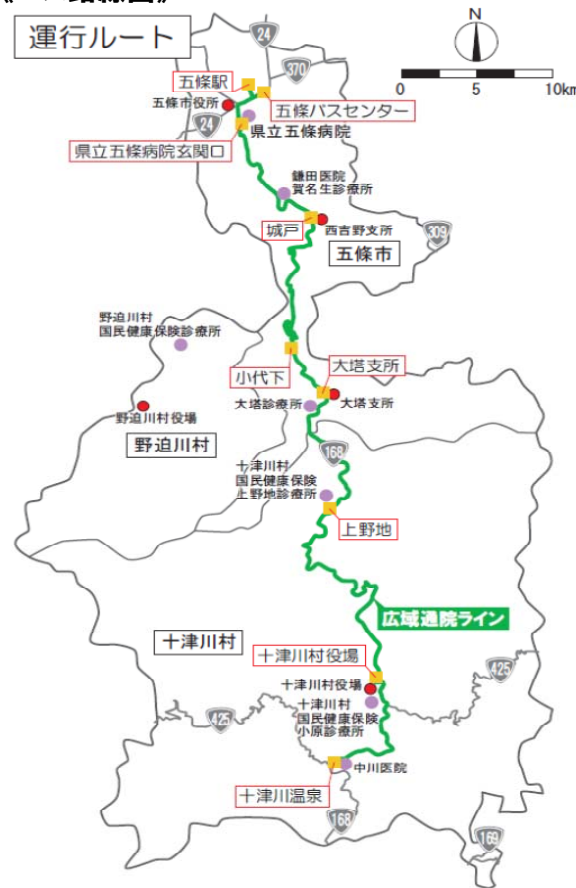 運行ルート
N
0 5 10km
24
370
五條駅
五條市役所
五條バスセンター
24
県立五條病院
県立五條病院玄関口
鎌田医院
賀名生診療所
城戸
西吉野支所
309
五條市
野迫川村
国民健康保険診療所
小代下
大塔支所
大塔診療所
大塔支所
野迫川村役場
野迫川村
168
十津川村
国民健康保険
上野地診療所
上野地
広域通院ライン
十津川村
十津川村役場
十津川村役場
425
十津川村
国民健康保険
小原診療所
425
中川医院
十津川温泉
168
169